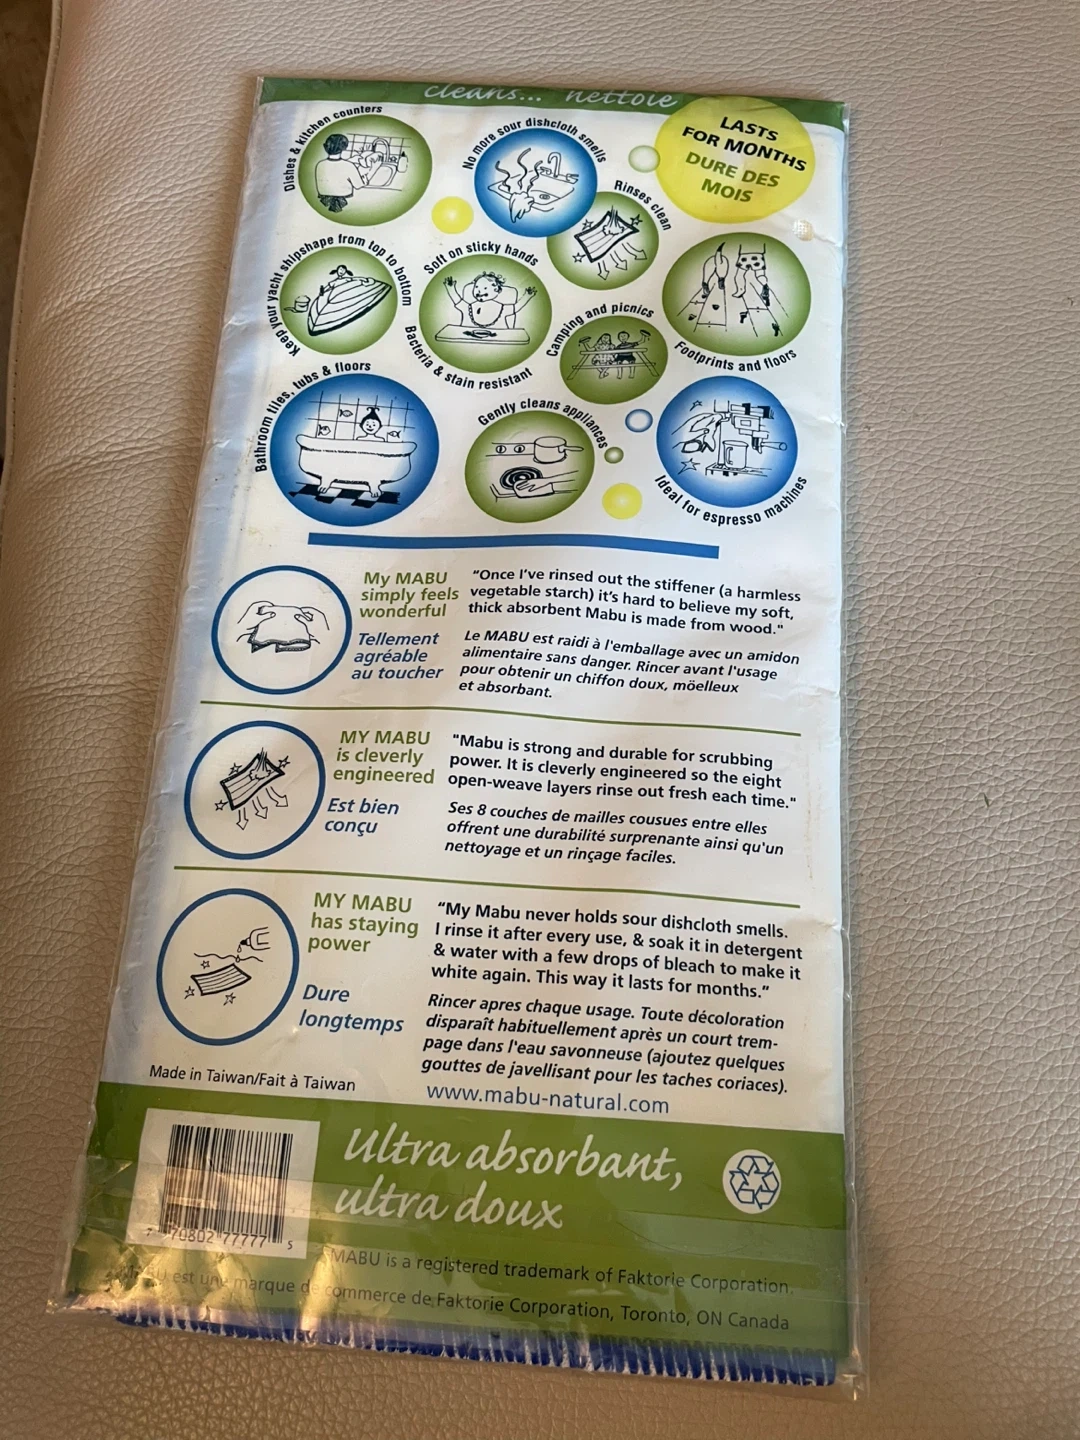 cleans... nettoie
LASTS
FOR MONTHS
DURE DES
MOIS
Dishes & kitchen counters
No more sour dishcloth smells
Rinses clean
Keep your yacht shipshape from top to bottom
Soft on sticky hands
Bacteria & stain resistant
Camping and picnics
Footprints and floors
Bathroom tiles, tubs & floors
Gently cleans appliances
Ideal for espresso machines
My MABU
simply feels
wonderful
Tellement
agréable
au toucher
"Once I've rinsed out the stiffener (a harmless
vegetable starch) it's hard to believe my soft,
thick absorbent Mabu is made from wood."
Le MABU est raidi à l'emballage avec un amidon
alimentaire sans danger. Rincer avant l'usage
pour obtenir un chiffon doux, möelleux
et absorbant.
MY MABU
is cleverly
engineered
Est bien
conçu
"Mabu is strong and durable for scrubbing
power. It is cleverly engineered so the eight
open-weave layers rinse out fresh each time."
Ses 8 couches de mailles cousues entre elles
offrent une durabilité surprenante ainsi qu'un
nettoyage et un rinçage faciles.
MY MABU
has staying
power
Dure
longtemps
"My Mabu never holds sour dishcloth smells.
I rinse it after every use, & soak it in detergent
& water with a few drops of bleach to make it
white again. This way it lasts for months."
Rincer apres chaque usage. Toute décoloration
disparaît habituellement après un court trem-
page dans l'eau savonneuse (ajoutez quelques
gouttes de javellisant pour les taches coriaces).
Made in Taiwan/Fait à Taiwan
www.mabu-natural.com
Ultra absorbant,
ultra doux
7 70802 77777 5
MABU is a registered trademark of Faktorie Corporation.
MABU est une marque de commerce de Faktorie Corporation, Toronto, ON Canada